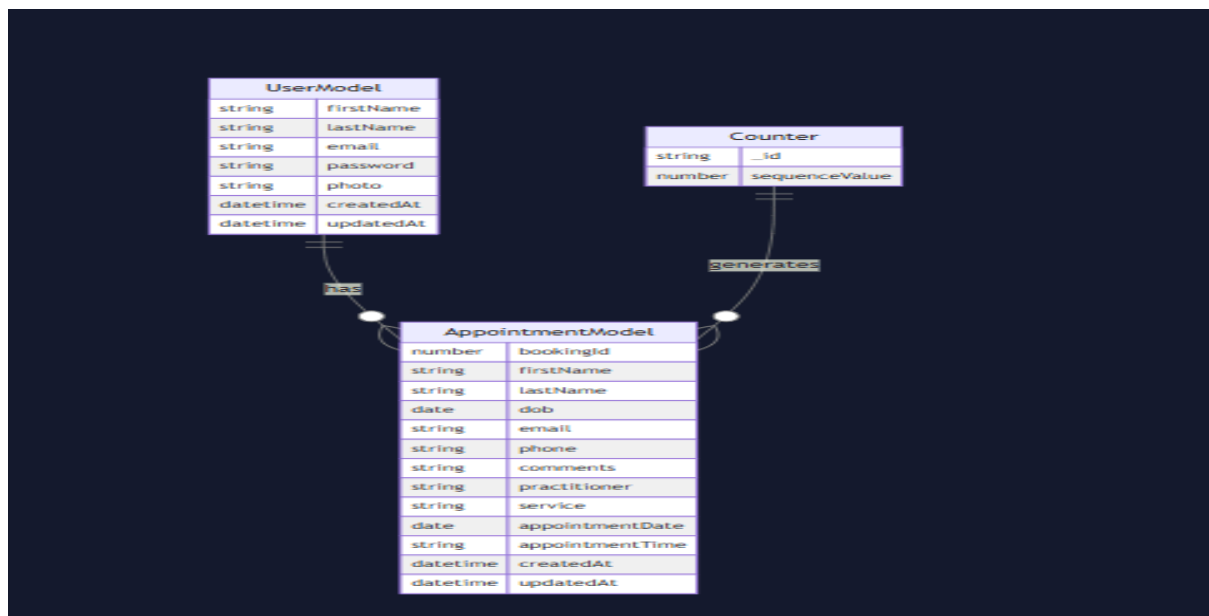 UserModel
string firstName
string lastName
string email
string password
string photo
datetime createdAt
datetime updatedAt
Counter
string _id
number sequenceValue
generates
has
AppointmentModel
number bookingId
string firstName
string lastName
date dob
string email
string phone
string comments
string practitioner
string service
date appointmentDate
string appointmentTime
datetime createdAt
datetime updatedAt